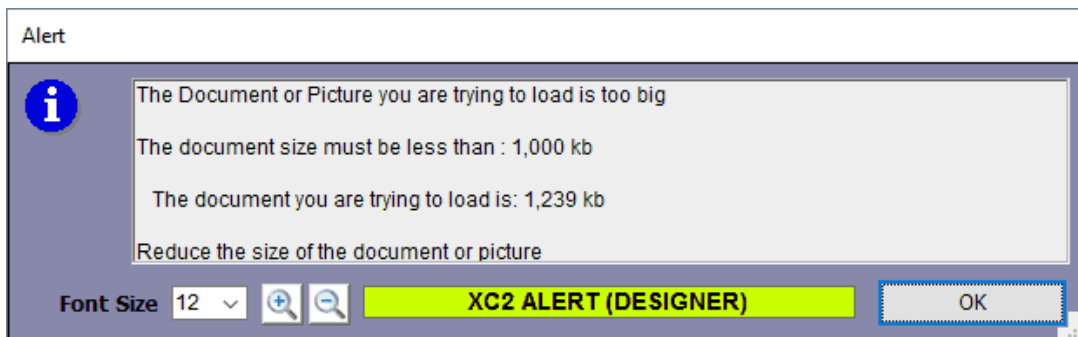 Alert
The Document or Picture you are trying to load is too big
The document size must be less than : 1,000 kb
The document you are trying to load is: 1,239 kb
Reduce the size of the document or picture
Font Size 12 XC2 ALERT (DESIGNER) OK